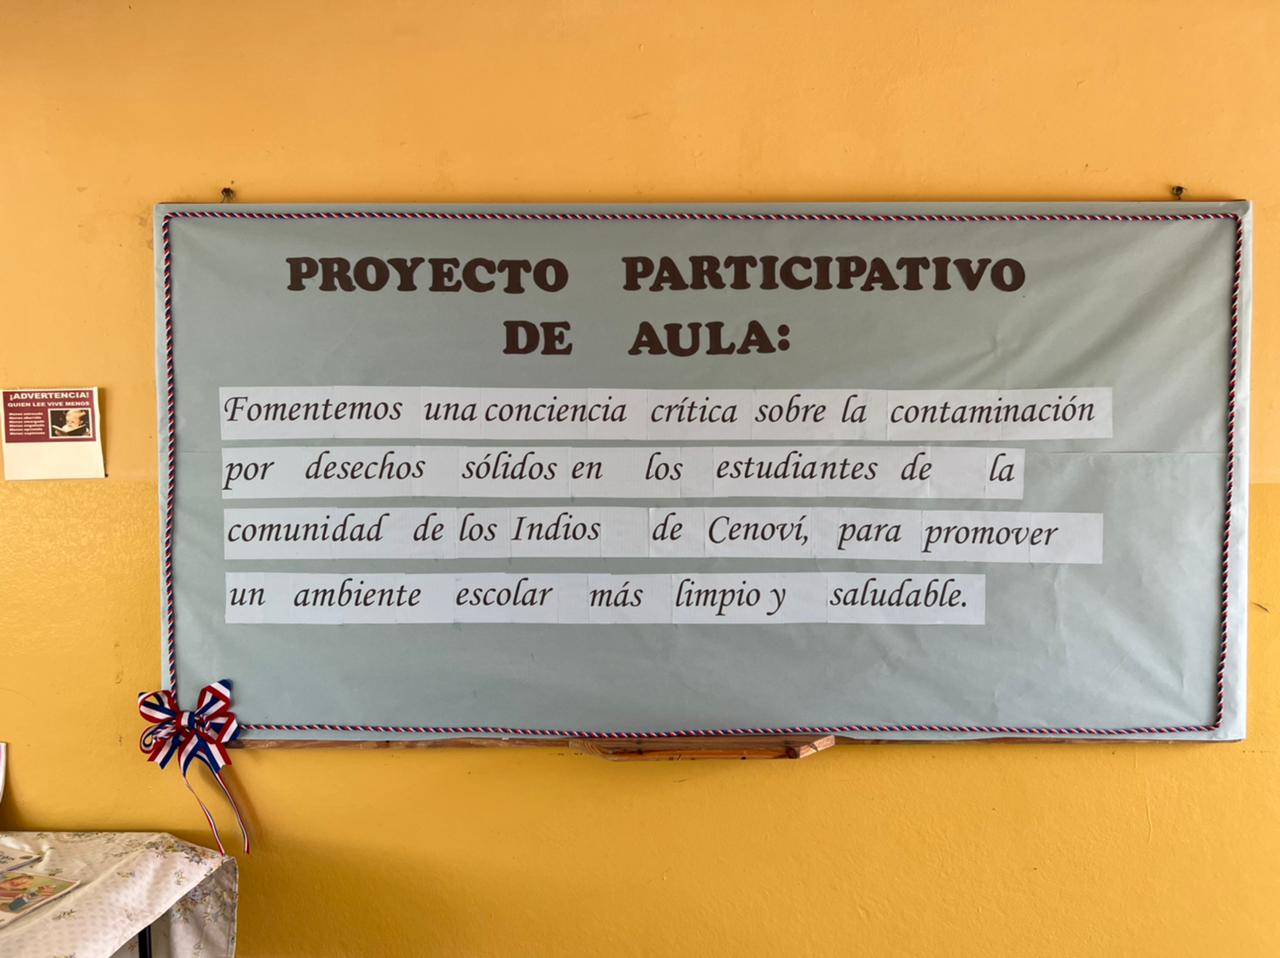 PROYECTO PARTICIPATIVO
DE AULA:
Fomentemos una conciencia crítica sobre la contaminación
por desechos sólidos en los estudiantes de la
comunidad de los Indios de Cenoví, para promover
un ambiente escolar más limpio y saludable.
¡ADVERTENCIA!
QUIEN LEE VIVE MENOS